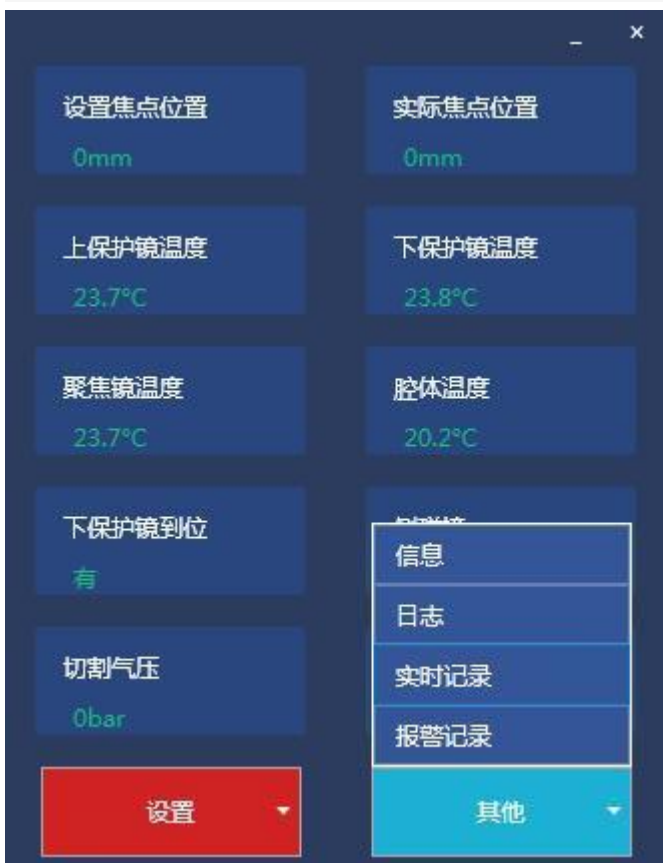 设置焦点位置
0mm
实际焦点位置
0mm
上保护镜温度
23.7°C
下保护镜温度
23.8°C
聚焦镜温度
23.7°C
腔体温度
20.2°C
下保护镜到位
有
切割气压
0bar
信息
日志
实时记录
报警记录
设置
其他